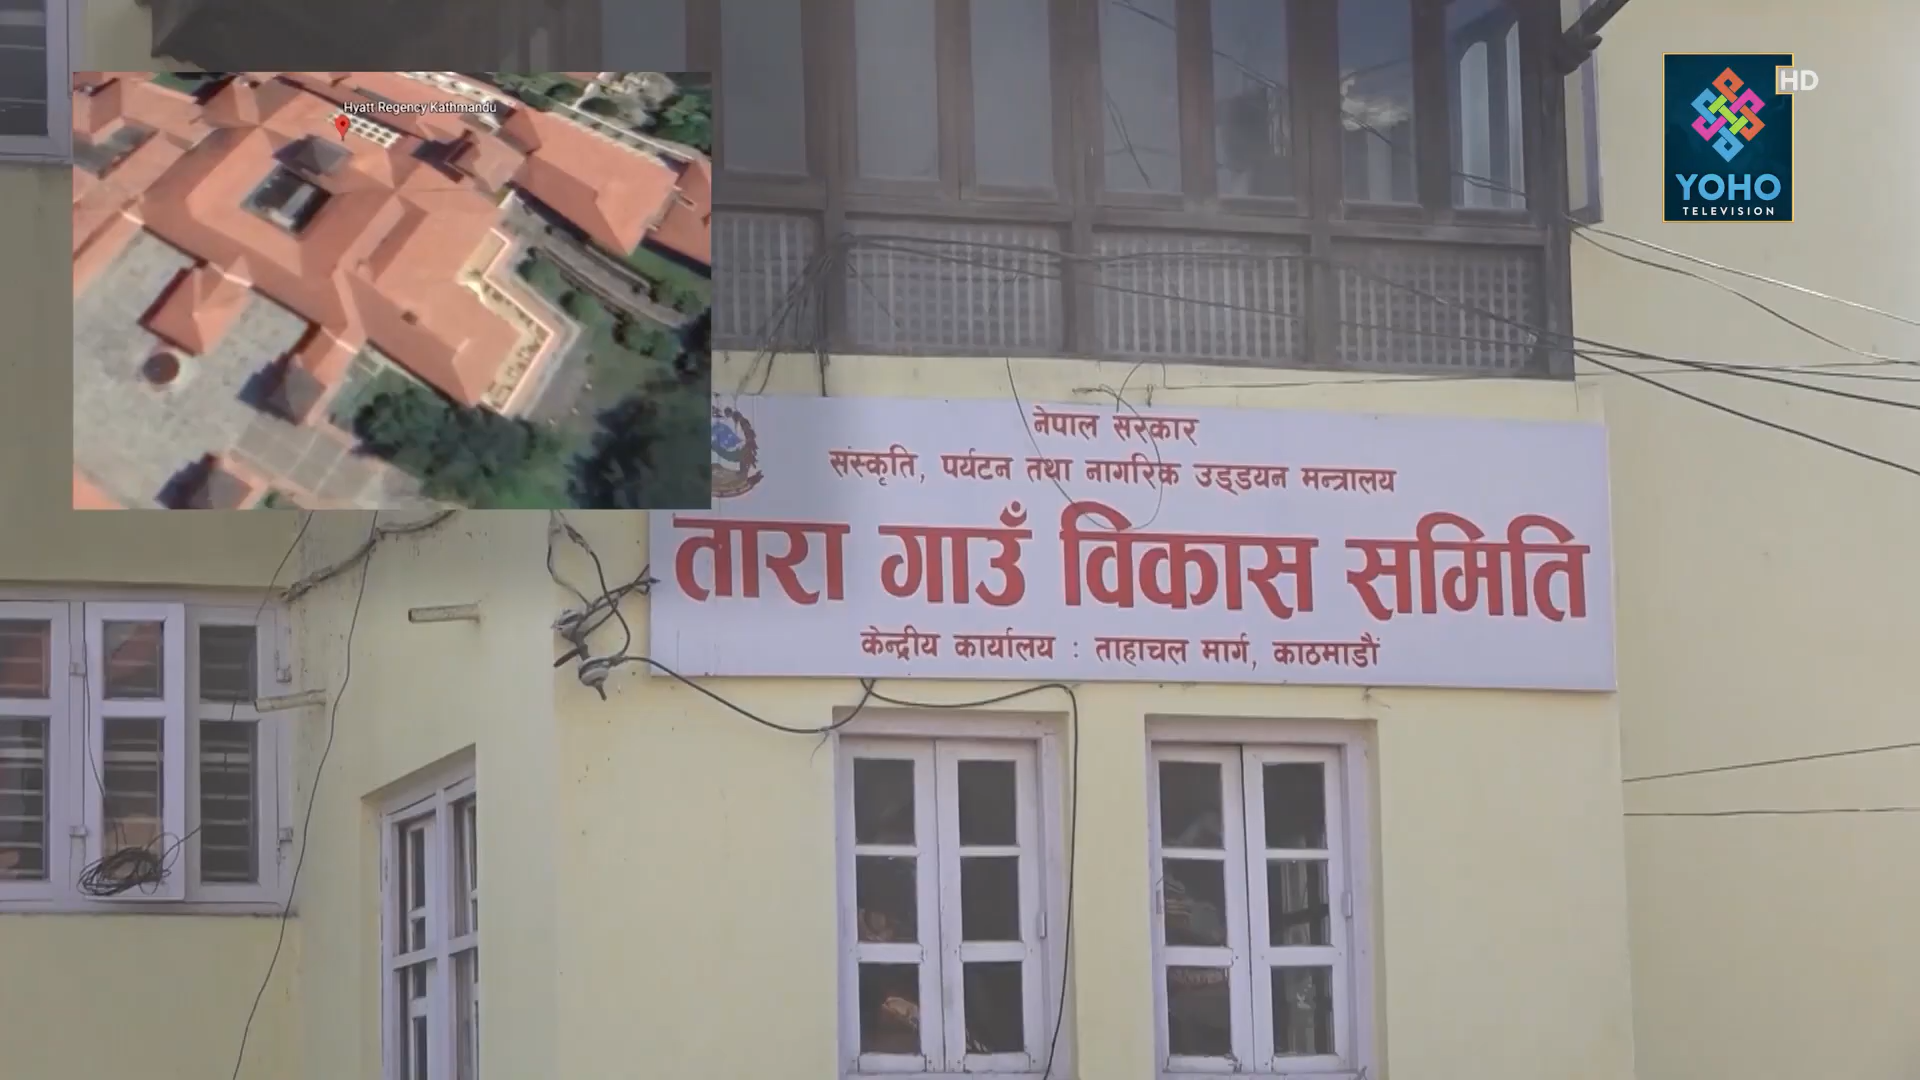 Hyatt Regency Kathmandu
HD
YOHO
TELEVISION
नेपाल सरकार
संस्कृति, पर्यटन तथा नागरिक उड्डयन मन्त्रालय
तारा गाउँ विकास समिति
केन्द्रीय कार्यालय : ताहाचल मार्ग, काठमाडौं